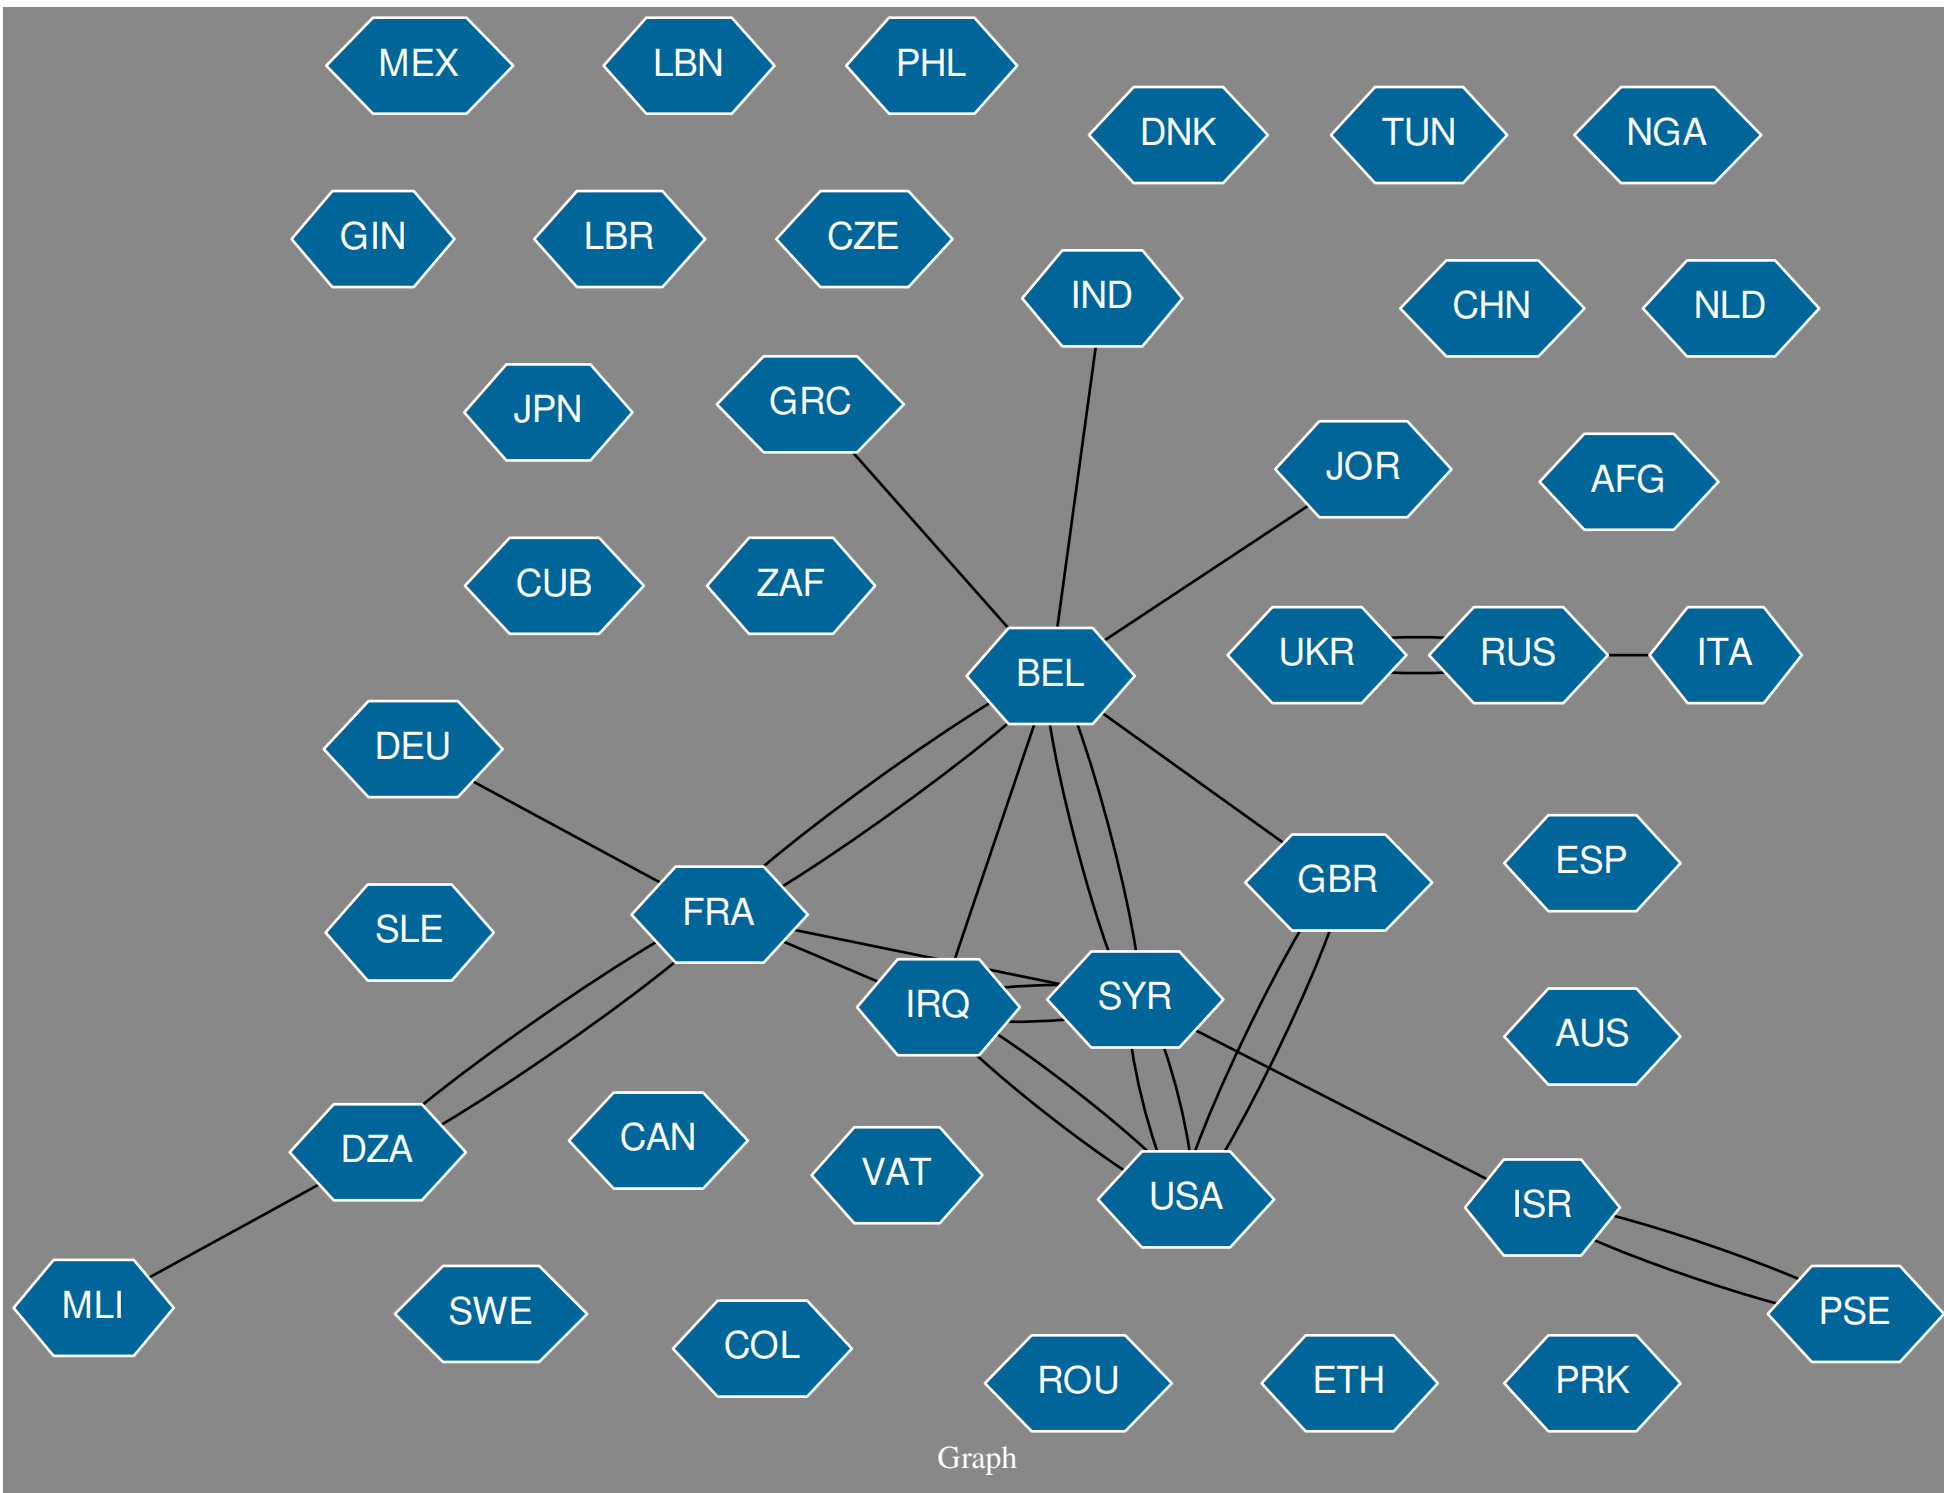 MEX
LBN
PHL
DNK
TUN
NGA
GIN
LBR
CZE
IND
CHN
NLD
JPN
GRC
JOR
AFG
CUB
ZAF
BEL
UKR
RUS
ITA
DEU
ESP
GBR
SLE
FRA
IRQ
SYR
AUS
DZA
CAN
VAT
USA
ISR
MLI
SWE
COL
PSE
ROU
ETH
PRK
Graph